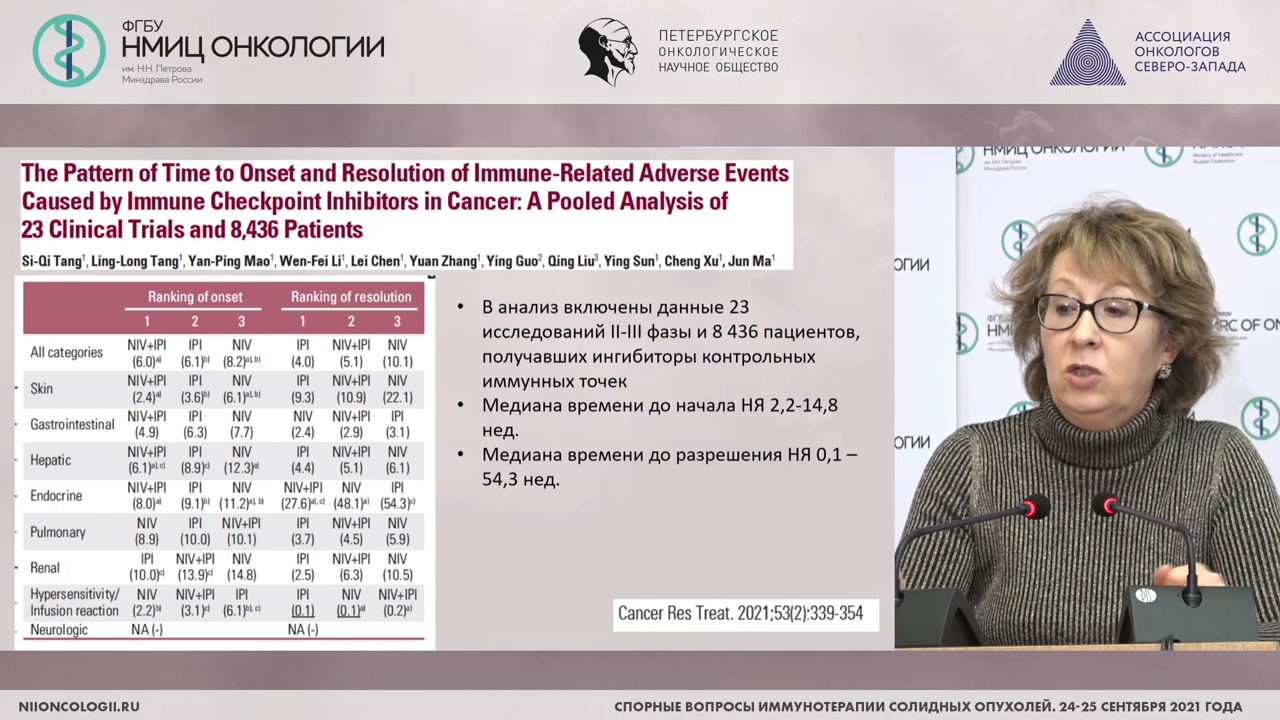 ФГБУ
НМИЦ ОНКОЛОГИИ
им. Н.Н. Петрова
Минздрава России
ПЕТЕРБУРГСКОЕ
ОНКОЛОГИЧЕСКОЕ
НАУЧНОЕ ОБЩЕСТВО
АССОЦИАЦИЯ
ОНКОЛОГОВ
СЕВЕРО-ЗАПАДА
The Pattern of Time to Onset and Resolution of Immune-Related Adverse Events
Caused by Immune Checkpoint Inhibitors in Cancer: A Pooled Analysis of
23 Clinical Trials and 8,436 Patients
Si-Qi Tang¹, Ling-Long Tang¹, Yan-Ping Mao¹, Wen-Fei Li¹, Lei Chen¹, Yuan Zhang¹, Ying Guo², Qing Liu³, Ying Sun¹, Cheng Xu¹, Jun Ma¹
Ranking of onset Ranking of resolution
1 2 3 1 2 3
All categories NIV+IPI IPI NIV IPI NIV+IPI NIV
(6.0)a) (6.1)b) (8.2)a), b) (4.0) (5.1) (10.1)
Skin NIV+IPI IPI NIV IPI NIV+IPI NIV
(2.4)a) (3.6)b) (6.1)a), b) (9.3) (10.9) (22.1)
Gastrointestinal NIV+IPI IPI NIV NIV NIV+IPI IPI
(4.9) (6.3) (7.7) (2.4) (2.9) (3.1)
Hepatic NIV+IPI IPI NIV IPI NIV+IPI NIV
(6.1)a), c) (8.9)c) (12.3)a) (4.4) (5.1) (6.1)
Endocrine NIV+IPI IPI NIV NIV+IPI NIV IPI
(8.0)a) (9.1)b) (11.2)a), b) (27.6)a), c) (48.1)a) (54.3)c)
Pulmonary NIV IPI NIV+IPI IPI NIV+IPI NIV
(8.9) (10.0) (10.1) (3.7) (4.5) (5.9)
Renal IPI NIV+IPI NIV IPI NIV+IPI NIV
(10.0)c) (13.9)c) (14.8) (2.5) (6.3) (10.5)
Hypersensitivity/ NIV NIV+IPI IPI IPI NIV NIV+IPI
Infusion reaction (2.2)b) (3.1)c) (6.1)b), c) (0.1) (0.1)a) (0.2)a)
Neurologic NA (-) NA (-)
• В анализ включены данные 23
исследований II-III фазы и 8 436 пациентов,
получавших ингибиторы контрольных
иммунных точек
• Медиана времени до начала НЯ 2,2-14,8
нед.
• Медиана времени до разрешения НЯ 0,1 –
54,3 нед.
Cancer Res Treat. 2021;53(2):339-354
NIIONCOLOGII.RU
СПОРНЫЕ ВОПРОСЫ ИММУНОТЕРАПИИ СОЛИДНЫХ ОПУХОЛЕЙ. 24-25 СЕНТЯБРЯ 2021 ГОДА